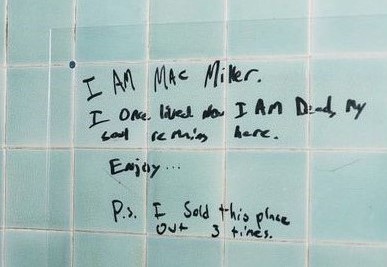 I AM MAC Miller.
I Once lived now I AM Dead, My
soul remains here.
Enjoy...
P.s. I Sold this place
out 3 times.